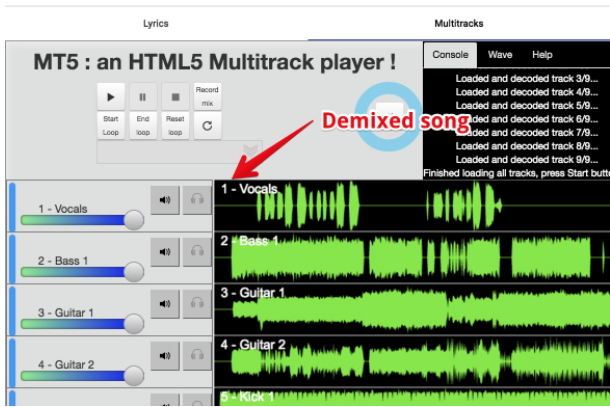 Lyrics
Multitracks
MT5 : an HTML5 Multitrack player !
Record
mix
Start
Loop
End
loop
Reset
loop
C
Demixed song
Console
Wave
Help
Loaded and decoded track 3/9...
Loaded and decoded track 4/9...
Loaded and decoded track 5/9...
Loaded and decoded track 6/9...
Loaded and decoded track 7/9...
Loaded and decoded track 8/9...
Loaded and decoded track 9/9...
Finished loading all tracks, press Start butto
1 - Vocals
1 - Vocals
2 - Bass 1
2 - Bass 1
3 - Guitar 1
3 - Guitar 1
4 - Guitar 2
4 - Guitar 2
5 - Kick 1